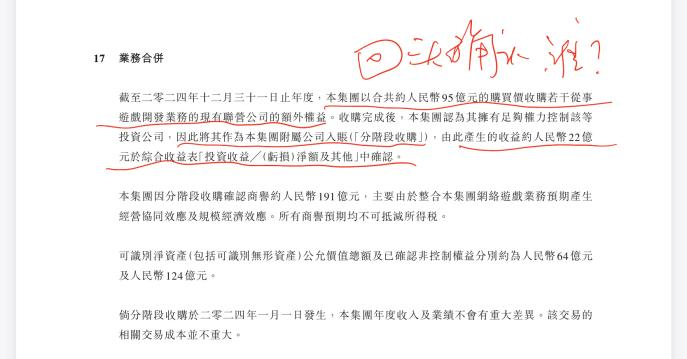 17 業務合併
誰？
截至二零二四年十二月三十一日止年度，本集團以合共約人民幣95億元的購買價收購若干從事
遊戲開發業務的現有聯營公司的額外權益。收購完成後，本集團認為其擁有足夠權力控制該等
投資公司，因此將其作為本集團附屬公司入賬(「分階段收購」)，由此產生的收益約人民幣22億
元於綜合收益表「投資收益／(虧損)淨額及其他」中確認。
本集團因分階段收購確認商譽約人民幣191億元，主要由於整合本集團網絡遊戲業務預期產生
經營協同效應及規模經濟效應。所有商譽預期均不可抵減所得稅。
可識別淨資產(包括可識別無形資產)公允價值總額及已確認非控制權益分別約為人民幣64億元
及人民幣124億元。
倘分階段收購於二零二四年一月一日發生，本集團年度收入及業績不會有重大差異。該交易的
相關交易成本並不重大。